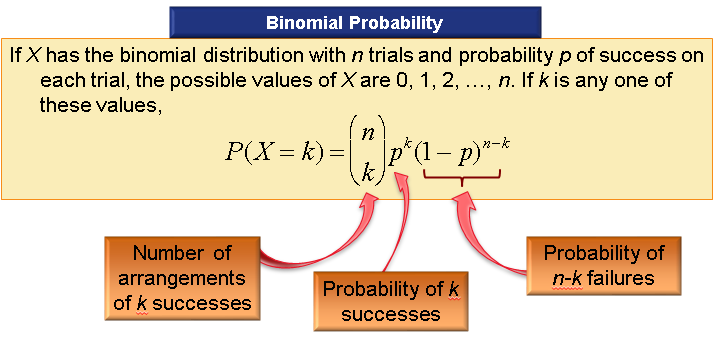 Binomial Probability
If X has the binomial distribution with n trials and probability p of success on
each trial, the possible values of X are 0, 1, 2, …, n. If k is any one of
these values,
P(X = k) = (n k) p^k (1 − p)^{n−k}
Number of
arrangements
of k successes
Probability of k
successes
Probability of
n-k failures